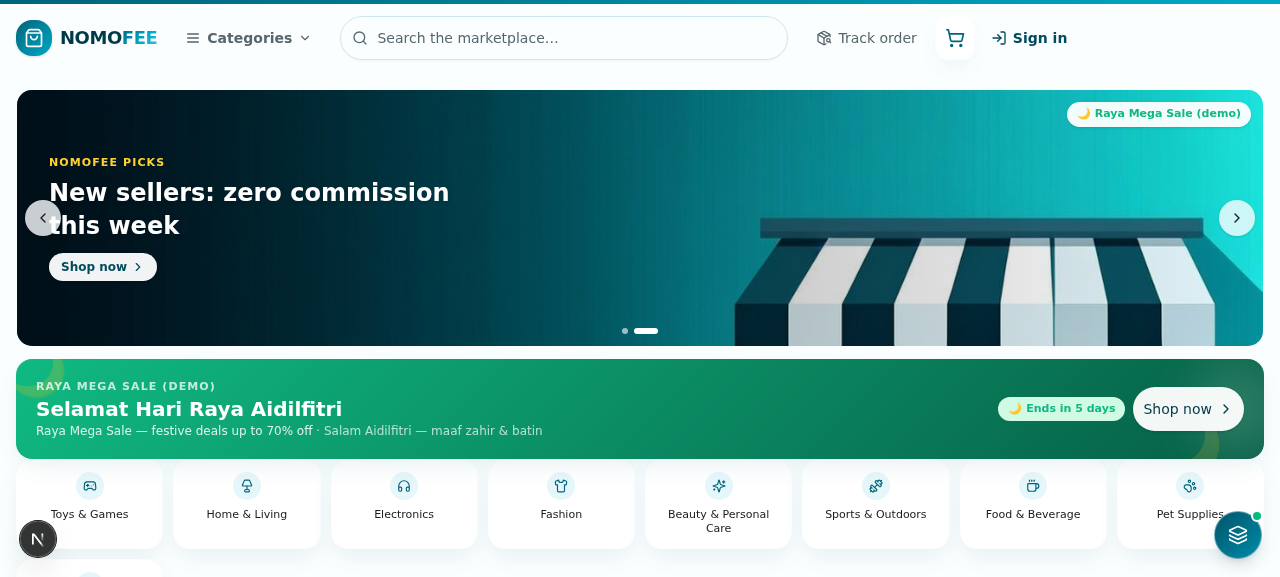 NOMOFEE
Categories
Search the marketplace...
Track order
Sign in
🌙 Raya Mega Sale (demo)
NOMOFEE PICKS
New sellers: zero commission
this week
Shop now
RAYA MEGA SALE (DEMO)
Selamat Hari Raya Aidilfitri
Raya Mega Sale — festive deals up to 70% off · Salam Aidilfitri — maaf zahir & batin
🌙 Ends in 5 days
Shop now
Toys & Games
Home & Living
Electronics
Fashion
Beauty & Personal
Care
Sports & Outdoors
Food & Beverage
Pet Supplies
N